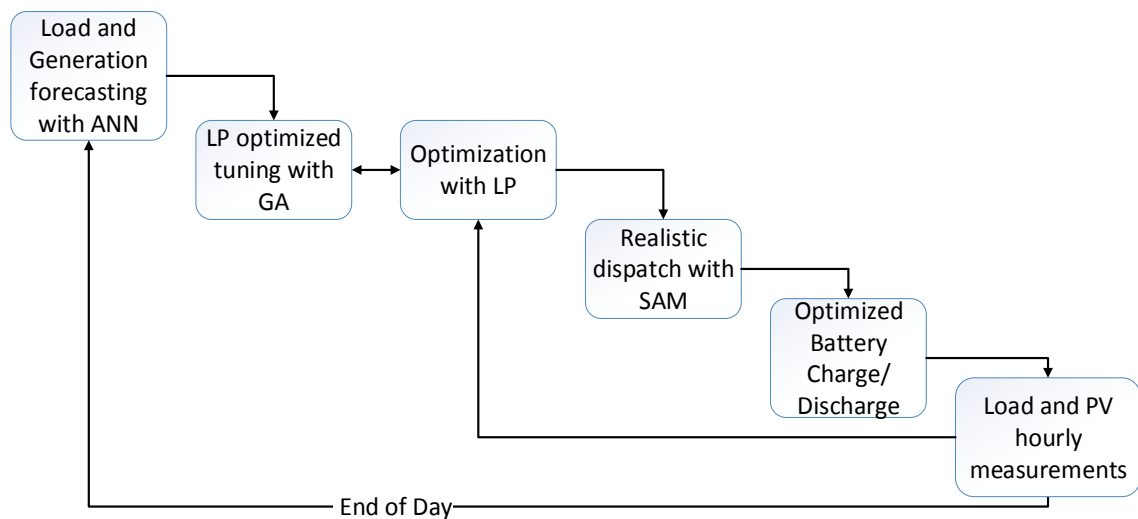 Load and
Generation
forecasting
with ANN
LP optimized
tuning with
GA
Optimization
with LP
Realistic
dispatch with
SAM
Optimized
Battery
Charge/
Discharge
Load and PV
hourly
measurements
End of Day